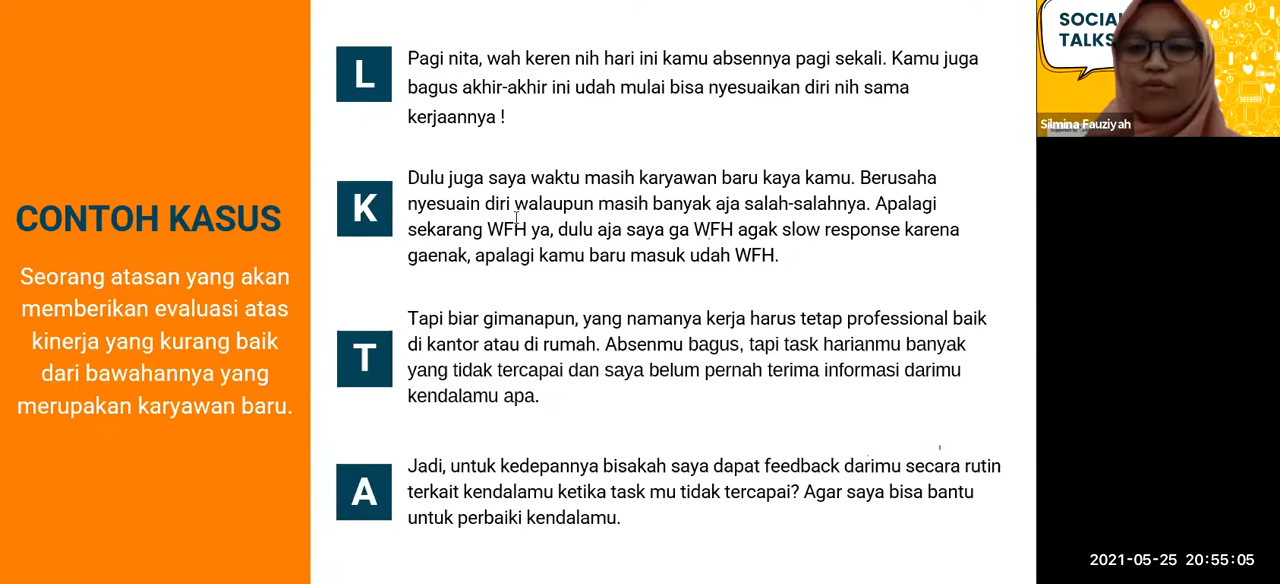 CONTOH KASUS
Seorang atasan yang akan
memberikan evaluasi atas
kinerja yang kurang baik
dari bawahannya yang
merupakan karyawan baru.
L
Pagi nita, wah keren nih hari ini kamu absennya pagi sekali. Kamu juga
bagus akhir-akhir ini udah mulai bisa nyesuaikan diri nih sama
kerjaannya !
K
Dulu juga saya waktu masih karyawan baru kaya kamu. Berusaha
nyesuain diri walaupun masih banyak aja salah-salahnya. Apalagi
sekarang WFH ya, dulu aja saya ga WFH agak slow response karena
gaenak, apalagi kamu baru masuk udah WFH.
T
Tapi biar gimanapun, yang namanya kerja harus tetap professional baik
di kantor atau di rumah. Absenmu bagus, tapi task harianmu banyak
yang tidak tercapai dan saya belum pernah terima informasi darimu
kendalamu apa.
A
Jadi, untuk kedepannya bisakah saya dapat feedback darimu secara rutin
terkait kendalamu ketika task mu tidak tercapai? Agar saya bisa bantu
untuk perbaiki kendalamu.
SOCIAL
TALKS
Silmina Fauziyah
2021-05-25 20:55:05